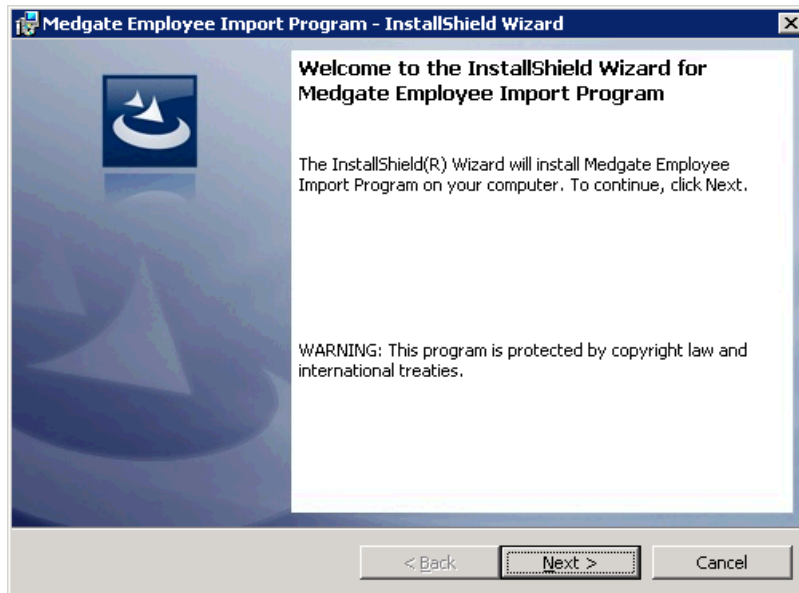 Medgate Employee Import Program - InstallShield Wizard
Welcome to the InstallShield Wizard for
Medgate Employee Import Program
The InstallShield(R) Wizard will install Medgate Employee
Import Program on your computer. To continue, click Next.
WARNING: This program is protected by copyright law and
international treaties.
< Back
Next >
Cancel